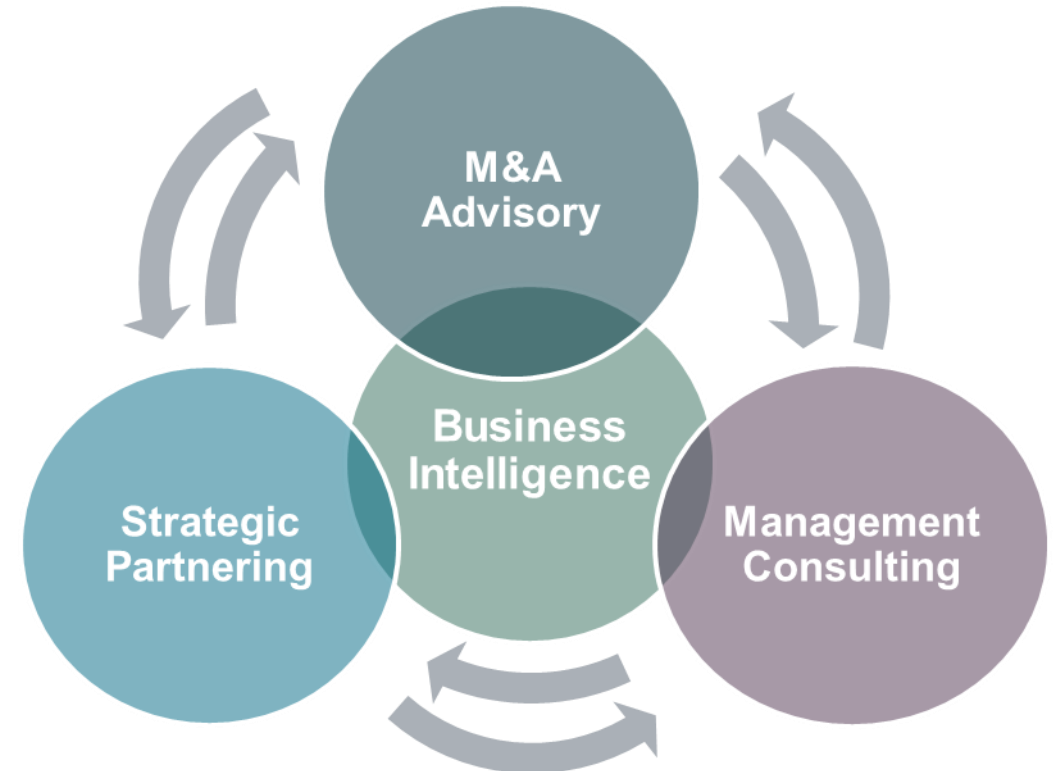 M&A
Advisory
Business
Intelligence
Strategic
Partnering
Management
Consulting